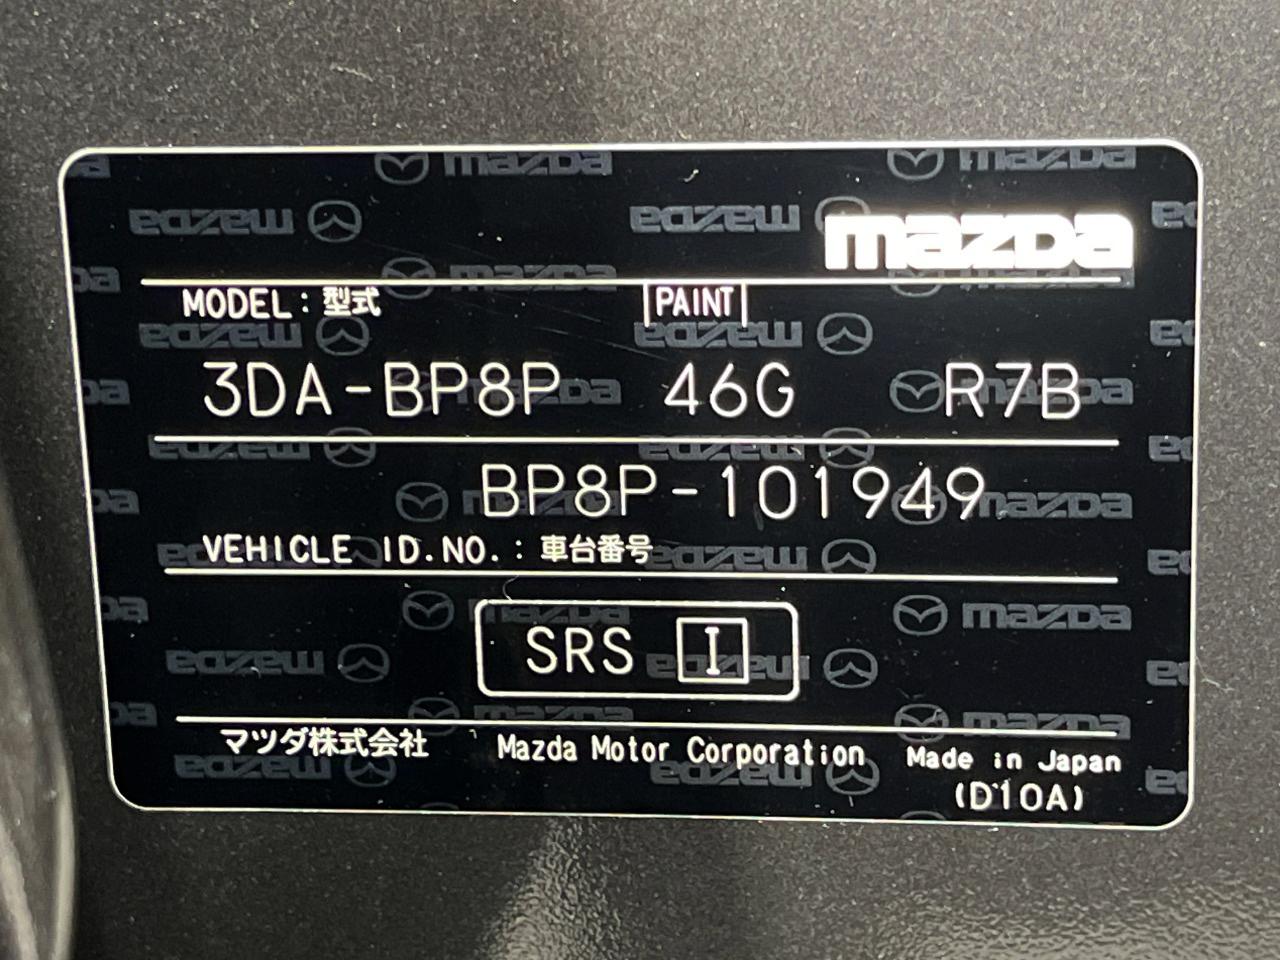 mazda
MODEL：型式 PAINT
3DA-BP8P 46G R7B
BP8P-101949
VEHICLE ID.NO.：車台番号
SRS I
マツダ株式会社 Mazda Motor Corporation Made in Japan
(D10A)